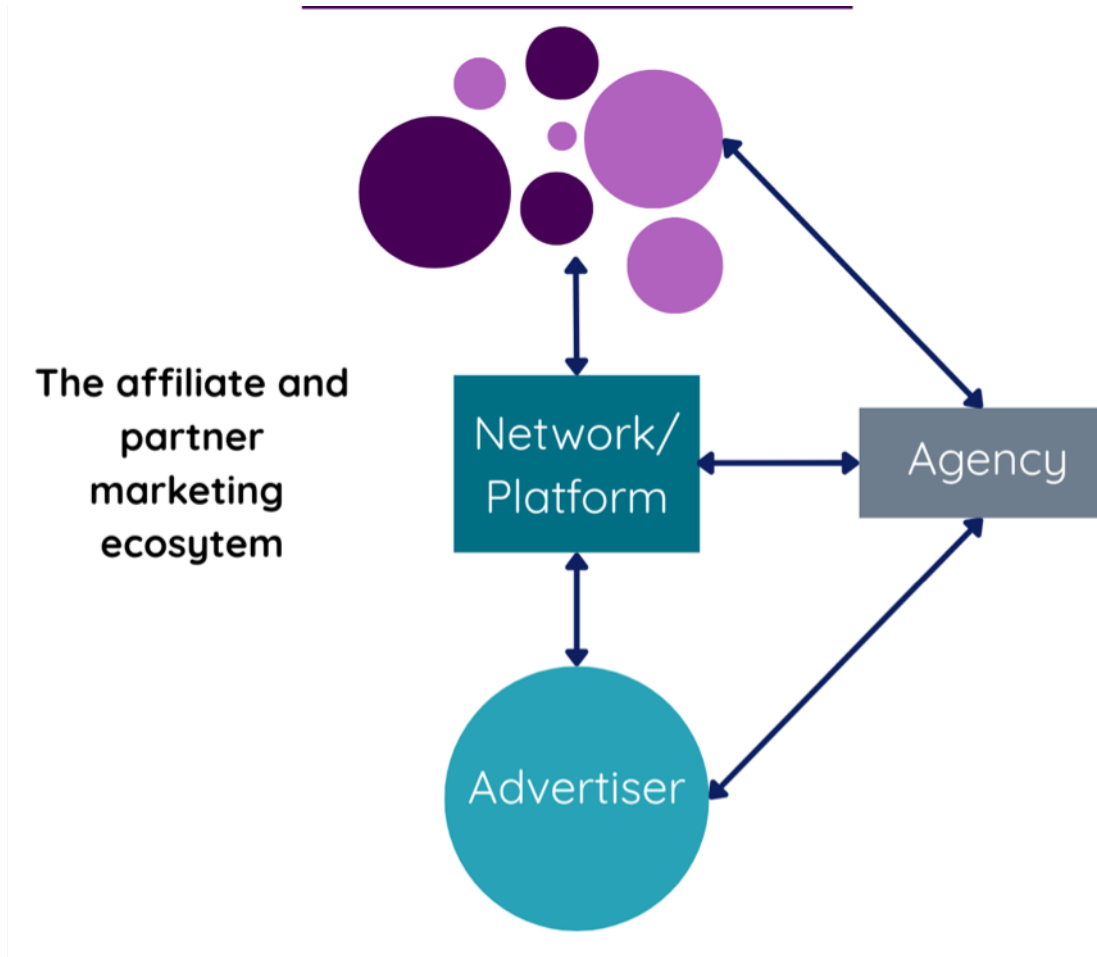 The affiliate and
partner
marketing
ecosytem
Network/
Platform
Agency
Advertiser